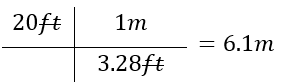 20ft 1m
3.28ft = 6.1m